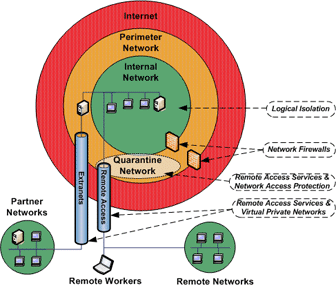 Internet
Perimeter
Network
Internal
Network
Logical Isolation
Network Firewalls
Quarantine
Network
Remote Access Services &
Network Access Protection
Extranets
Remote Access
Remote Access Services &
Virtual Private Networks
Partner
Networks
Remote Workers
Remote Networks